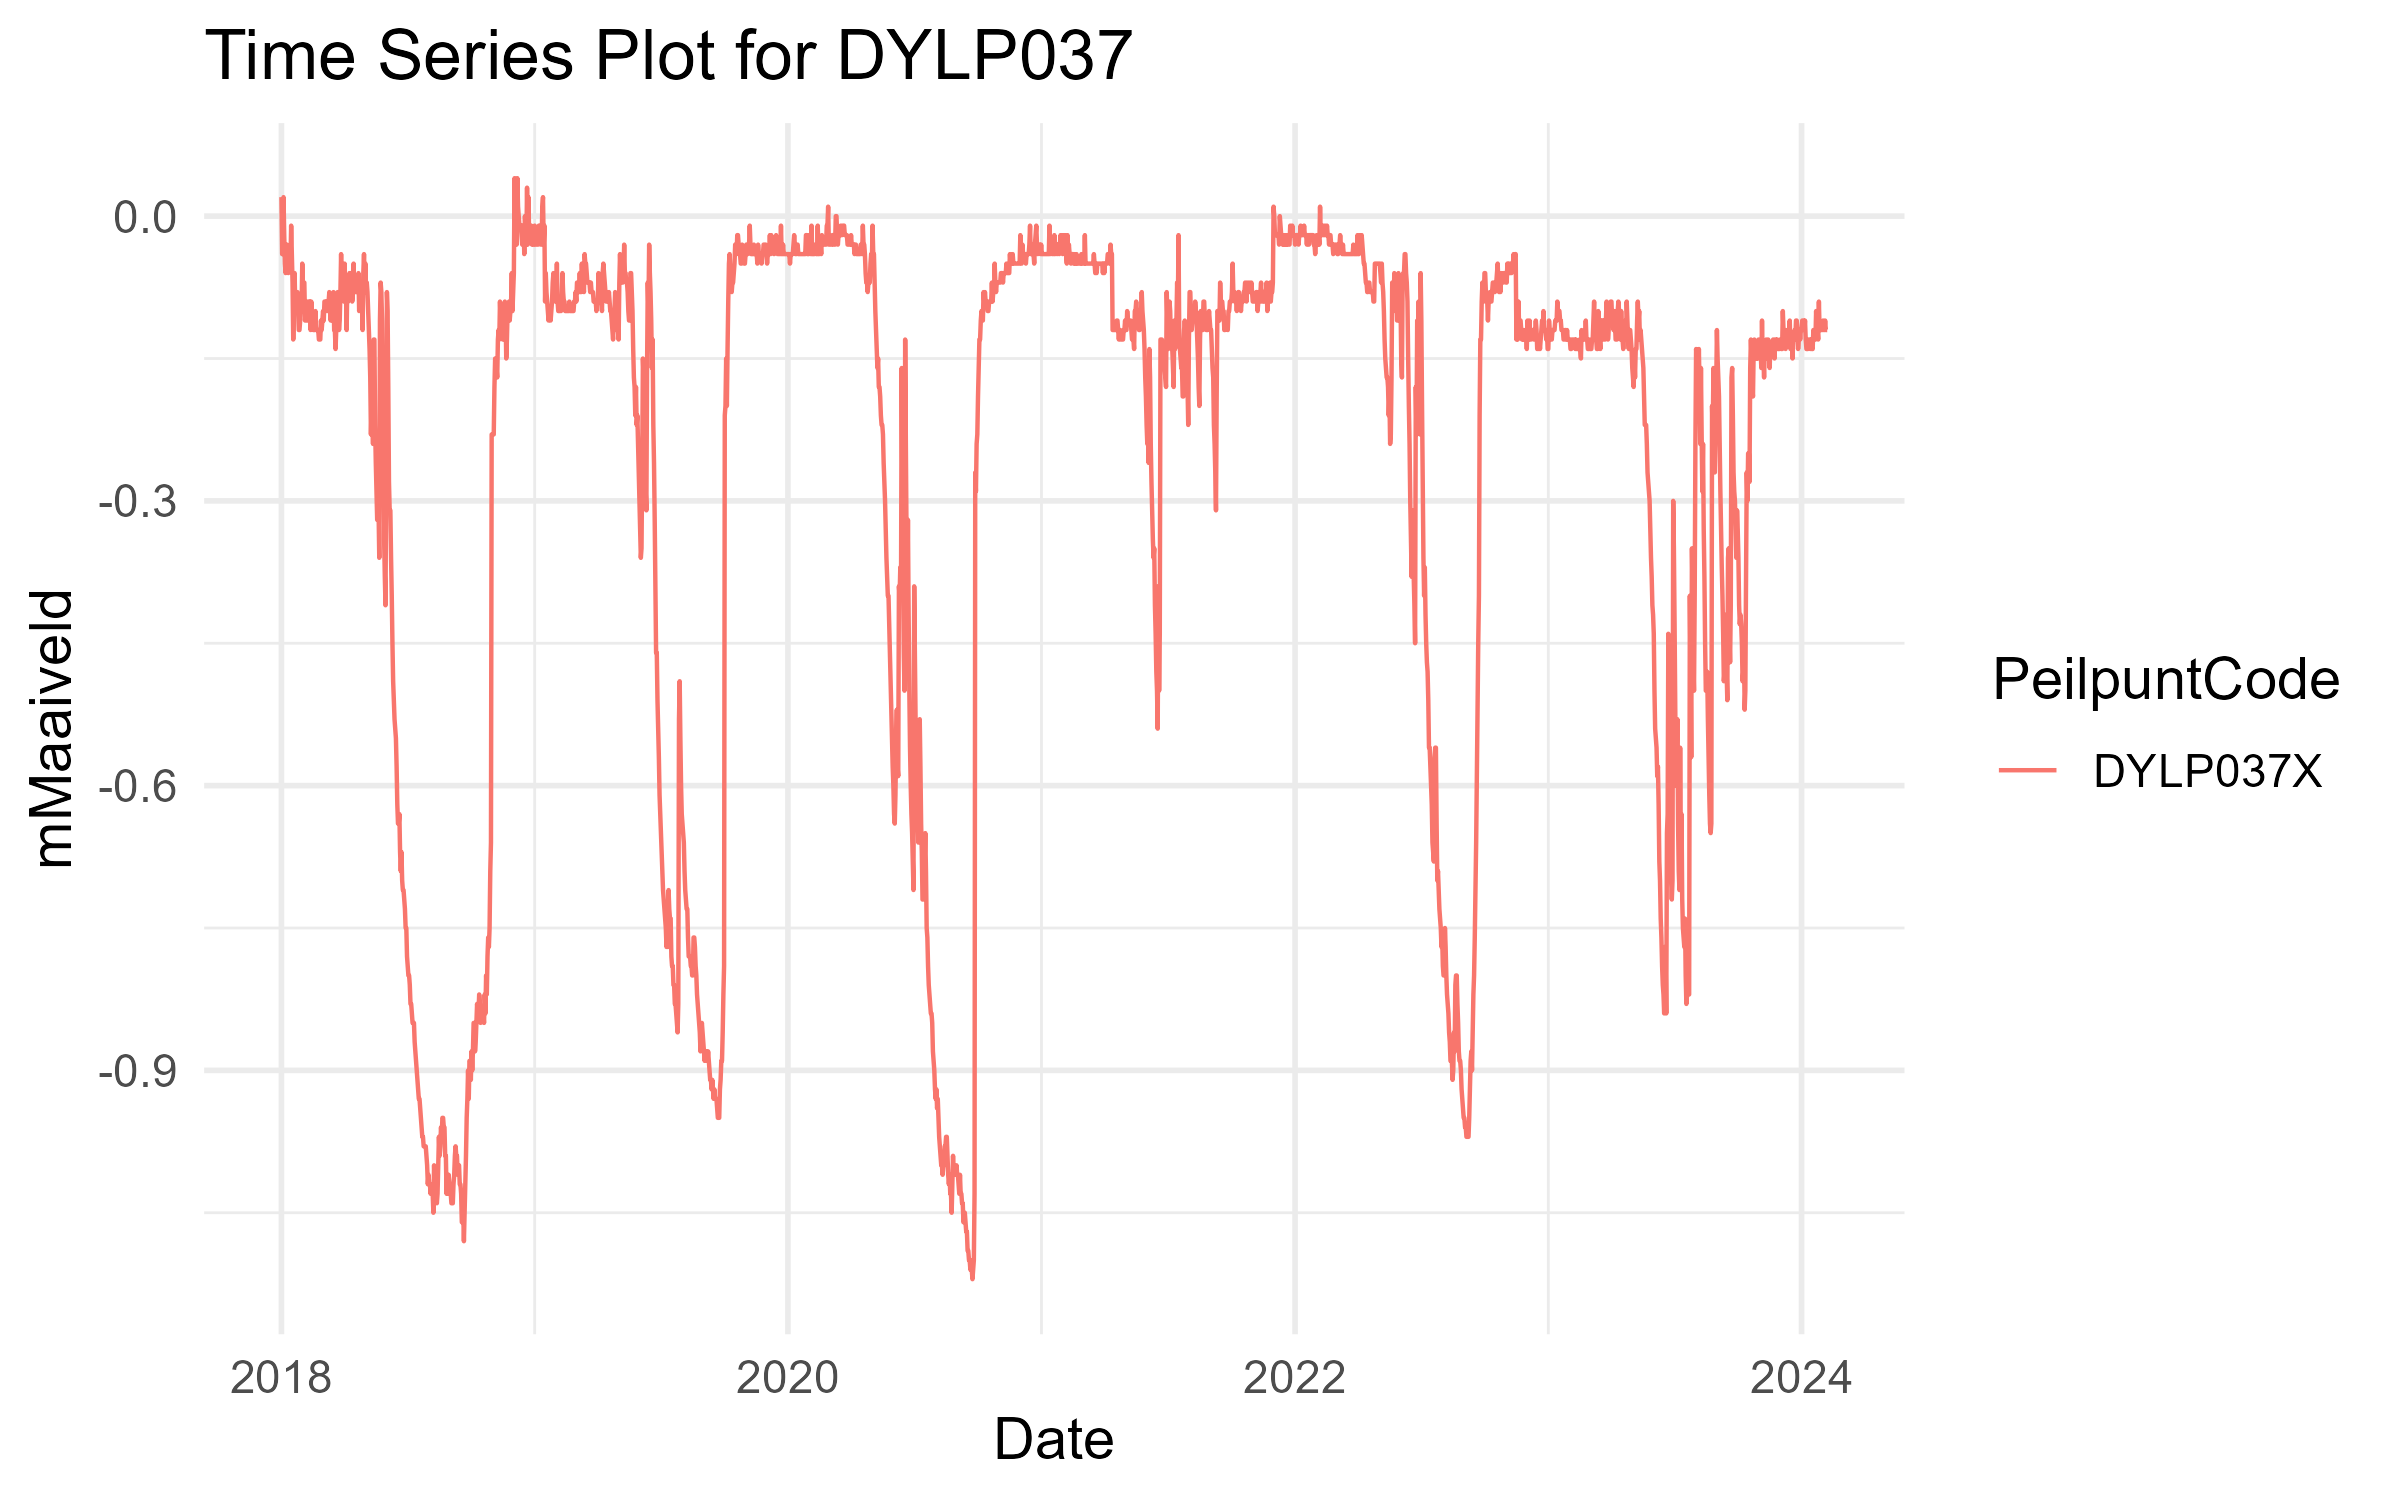 Time Series Plot for DYLP037
0.0
-0.3
-0.6
-0.9
mMaaiveld
2018 2020 2022 2024
Date
PeilpuntCode
DYLP037X